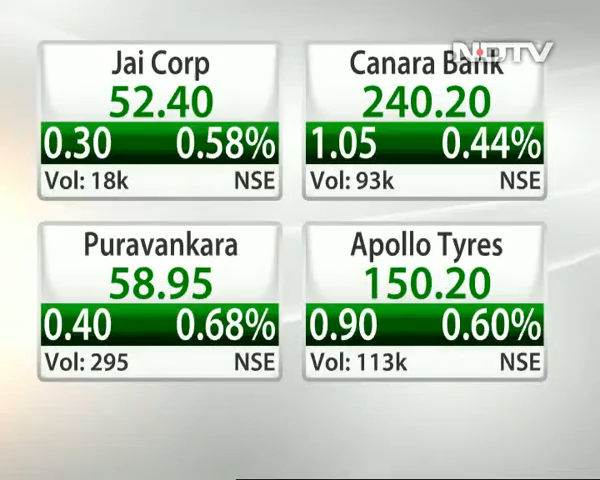 NDTV
Jai Corp
52.40
0.30 0.58%
Vol: 18k NSE
Canara Bank
240.20
1.05 0.44%
Vol: 93k NSE
Puravankara
58.95
0.40 0.68%
Vol: 295 NSE
Apollo Tyres
150.20
0.90 0.60%
Vol: 113k NSE